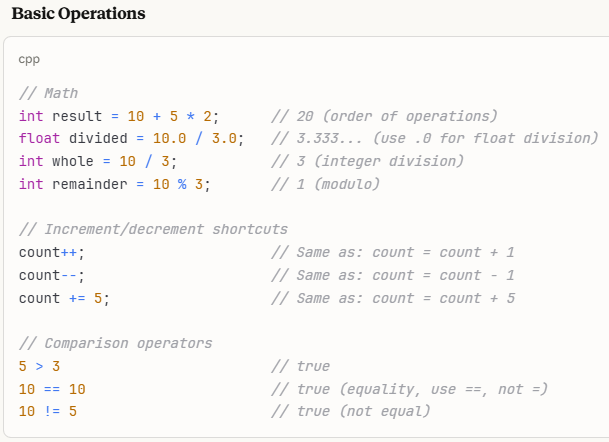 Basic Operations
cpp
// Math
int result = 10 + 5 * 2;      // 20 (order of operations)
float divided = 10.0 / 3.0;   // 3.333... (use .0 for float division)
int whole = 10 / 3;           // 3 (integer division)
int remainder = 10 % 3;       // 1 (modulo)
// Increment/decrement shortcuts
count++;                      // Same as: count = count + 1
count--;                      // Same as: count = count - 1
count += 5;                   // Same as: count = count + 5
// Comparison operators
5 > 3                         // true
10 == 10                      // true (equality, use ==, not =)
10 != 5                       // true (not equal)